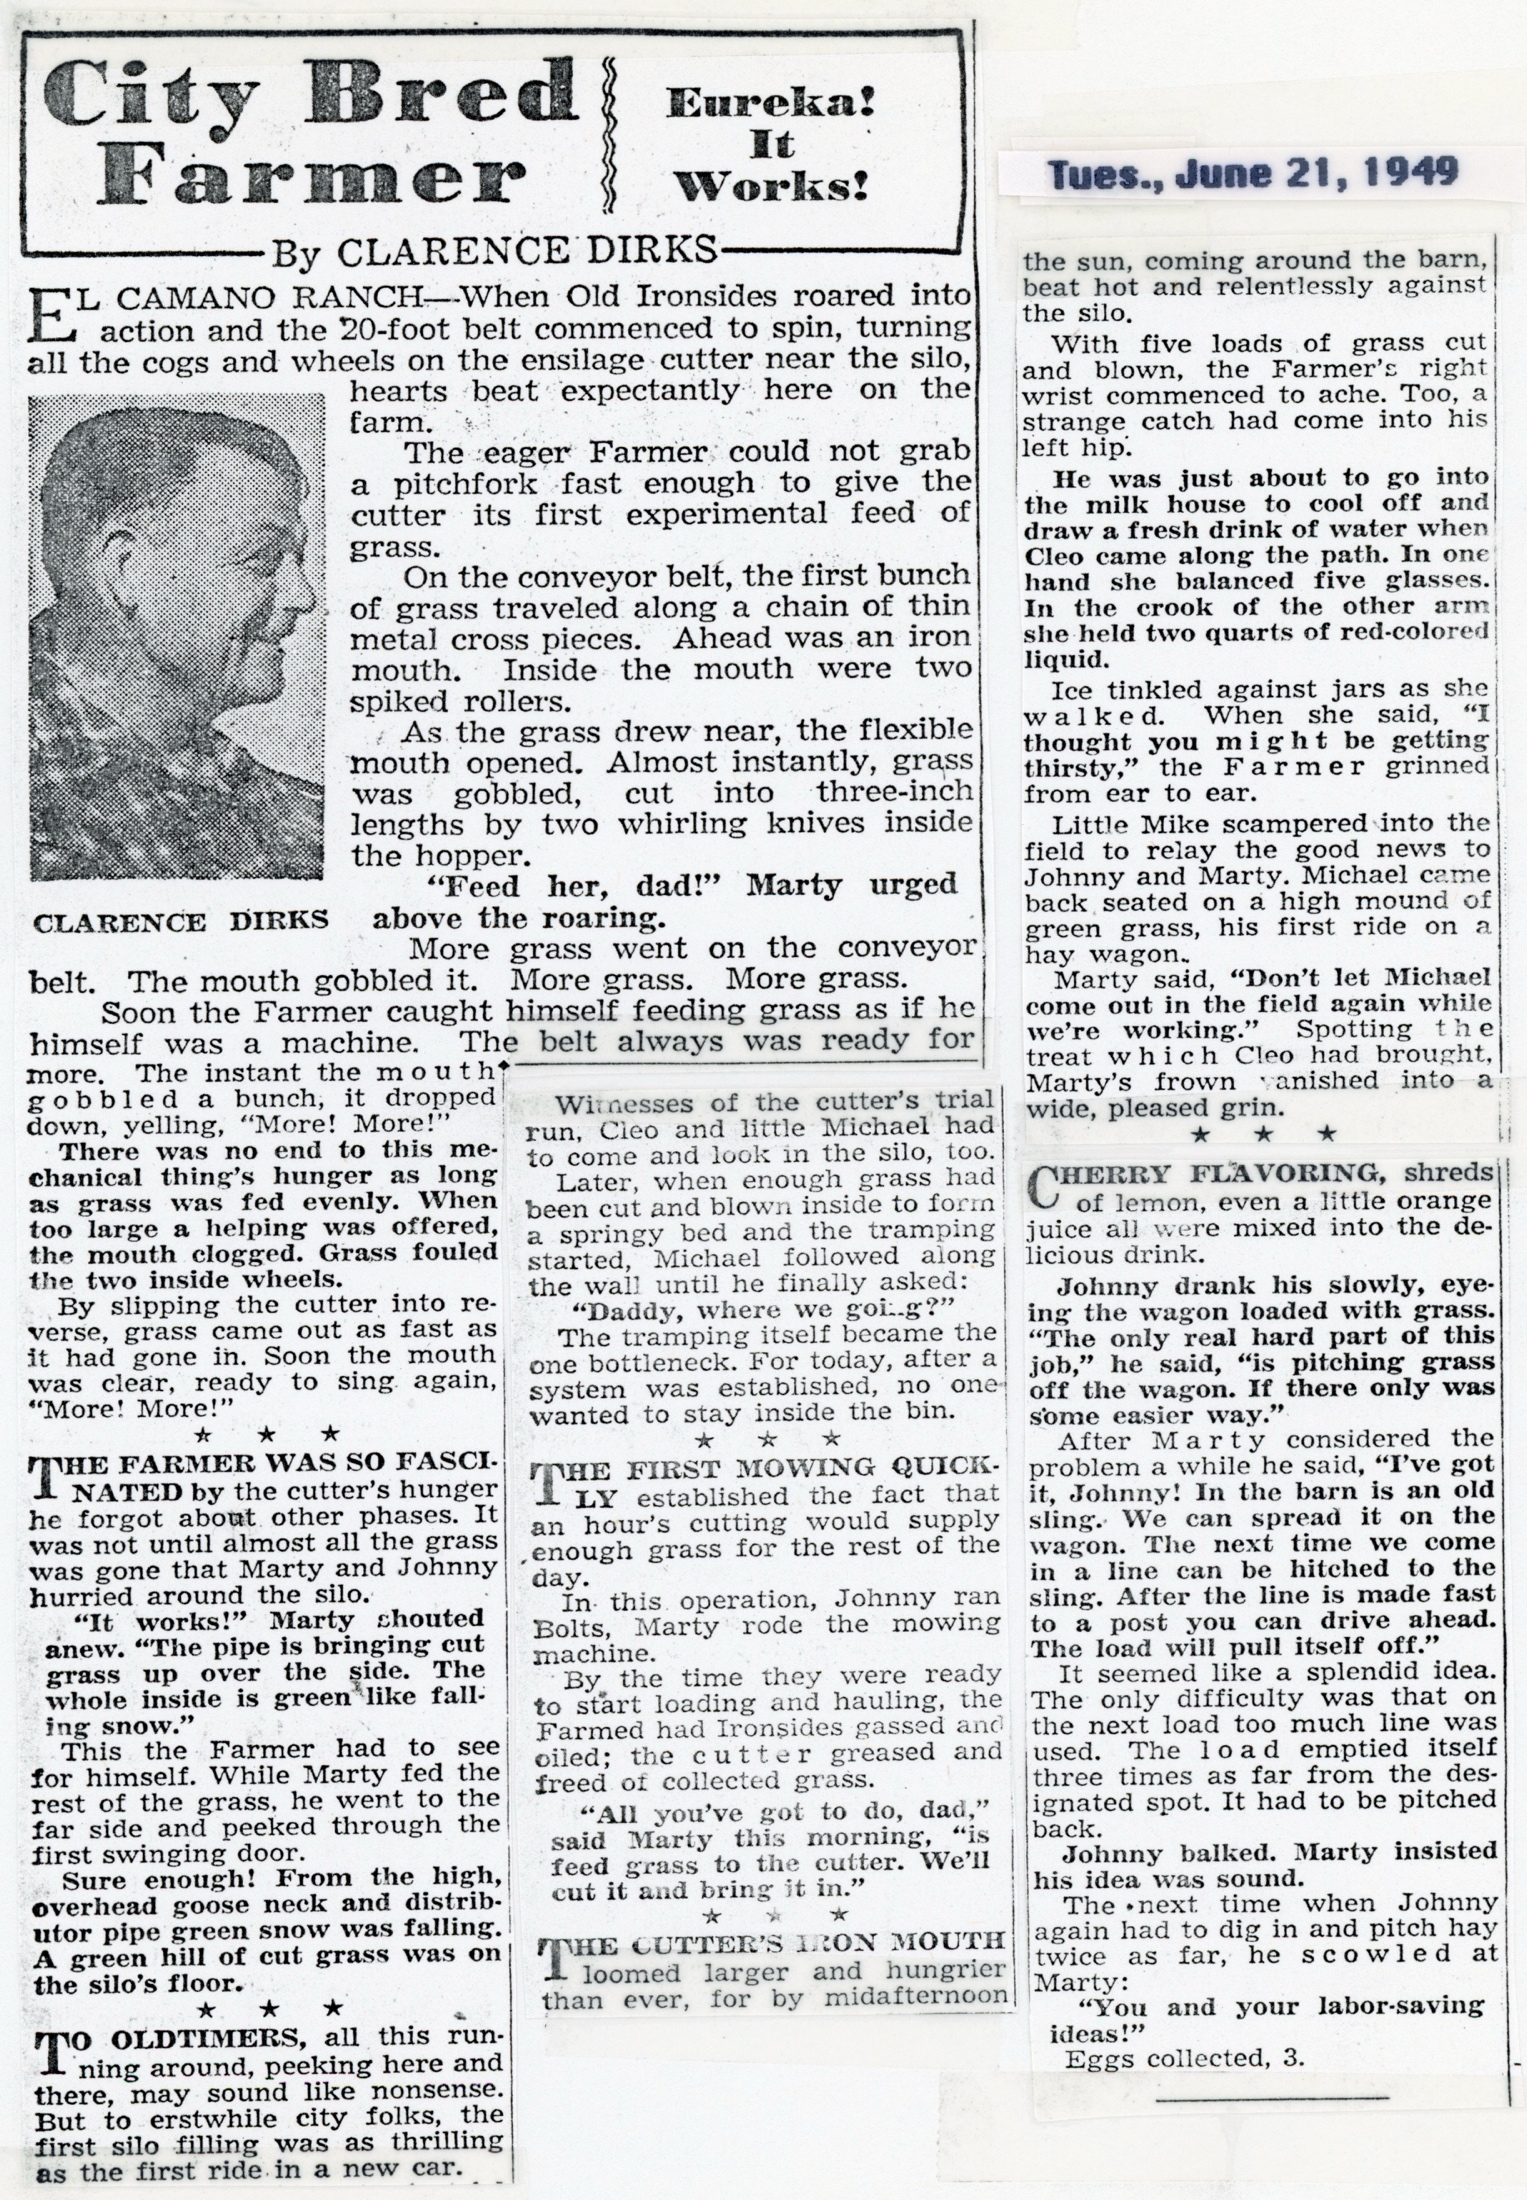 City Bred
Farmer
Eureka!
It
Works!
By CLARENCE DIRKS
Tues., June 21, 1949
EL CAMANO RANCH—When Old Ironsides roared into
action and the 20-foot belt commenced to spin, turning
all the cogs and wheels on the ensilage cutter near the silo,
hearts beat expectantly here on the
farm.
The eager Farmer could not grab
a pitchfork fast enough to give the
cutter its first experimental feed of
grass.
On the conveyor belt, the first bunch
of grass traveled along a chain of thin
metal cross pieces. Ahead was an iron
mouth. Inside the mouth were two
spiked rollers.
As the grass drew near, the flexible
mouth opened. Almost instantly, grass
was gobbled, cut into three-inch
lengths by two whirling knives inside
the hopper.
"Feed her, dad!" Marty urged
above the roaring.
CLARENCE DIRKS
More grass went on the conveyor
belt. The mouth gobbled it. More grass. More grass.
Soon the Farmer caught himself feeding grass as if he
himself was a machine. The belt always was ready for
more. The instant the mouth
gobbled a bunch, it dropped
down, yelling, "More! More!"
There was no end to this me-
chanical thing's hunger as long
as grass was fed evenly. When
too large a helping was offered,
the mouth clogged. Grass fouled
the two inside wheels.
By slipping the cutter into re-
verse, grass came out as fast as
it had gone in. Soon the mouth
was clear, ready to sing again,
"More! More!"
★ ★ ★
THE FARMER WAS SO FASCI-
NATED by the cutter's hunger
he forgot about other phases. It
was not until almost all the grass
was gone that Marty and Johnny
hurried around the silo.
"It works!" Marty shouted
anew. "The pipe is bringing cut
grass up over the side. The
whole inside is green like fall-
ing snow."
This the Farmer had to see
for himself. While Marty fed the
rest of the grass, he went to the
far side and peeked through the
first swinging door.
Sure enough! From the high,
overhead goose neck and distrib-
utor pipe green snow was falling.
A green hill of cut grass was on
the silo's floor.
★ ★ ★
TO OLDTIMERS, all this run-
ning around, peeking here and
there, may sound like nonsense.
But to erstwhile city folks, the
first silo filling was as thrilling
as the first ride in a new car.
Witnesses of the cutter's trial
run, Cleo and little Michael had
to come and look in the silo, too.
Later, when enough grass had
been cut and blown inside to form
a springy bed and the tramping
started, Michael followed along
the wall until he finally asked:
"Daddy, where we going?"
The tramping itself became the
one bottleneck. For today, after a
system was established, no one
wanted to stay inside the bin.
★ ★ ★
THE FIRST MOWING QUICK-
LY established the fact that
an hour's cutting would supply
enough grass for the rest of the
day.
In this operation, Johnny ran
Bolts, Marty rode the mowing
machine.
By the time they were ready
to start loading and hauling, the
Farmed had Ironsides gassed and
oiled; the cutter greased and
freed of collected grass.
"All you've got to do, dad,"
said Marty this morning, "is
feed grass to the cutter. We'll
cut it and bring it in."
★ ★ ★
THE CUTTER'S IRON MOUTH
loomed larger and hungrier
than ever, for by midafternoon
the sun, coming around the barn,
beat hot and relentlessly against
the silo.
With five loads of grass cut
and blown, the Farmer's right
wrist commenced to ache. Too, a
strange catch had come into his
left hip.
He was just about to go into
the milk house to cool off and
draw a fresh drink of water when
Cleo came along the path. In one
hand she balanced five glasses.
In the crook of the other arm
she held two quarts of red-colored
liquid.
Ice tinkled against jars as she
walked. When she said, "I
thought you might be getting
thirsty," the Farmer grinned
from ear to ear.
Little Mike scampered into the
field to relay the good news to
Johnny and Marty. Michael came
back seated on a high mound of
green grass, his first ride on a
hay wagon.
Marty said, "Don't let Michael
come out in the field again while
we're working." Spotting the
treat which Cleo had brought,
Marty's frown vanished into a
wide, pleased grin.
★ ★ ★
CHERRY FLAVORING, shreds
of lemon, even a little orange
juice all were mixed into the de-
licious drink.
Johnny drank his slowly, eye-
ing the wagon loaded with grass.
"The only real hard part of this
job," he said, "is pitching grass
off the wagon. If there only was
some easier way."
After Marty considered the
problem a while he said, "I've got
it, Johnny! In the barn is an old
sling. We can spread it on the
wagon. The next time we come
in a line can be hitched to the
sling. After the line is made fast
to a post you can drive ahead.
The load will pull itself off."
It seemed like a splendid idea.
The only difficulty was that on
the next load too much line was
used. The load emptied itself
three times as far from the des-
ignated spot. It had to be pitched
back.
Johnny balked. Marty insisted
his idea was sound.
The next time when Johnny
again had to dig in and pitch hay
twice as far, he scowled at
Marty:
"You and your labor-saving
ideas!"
Eggs collected, 3.